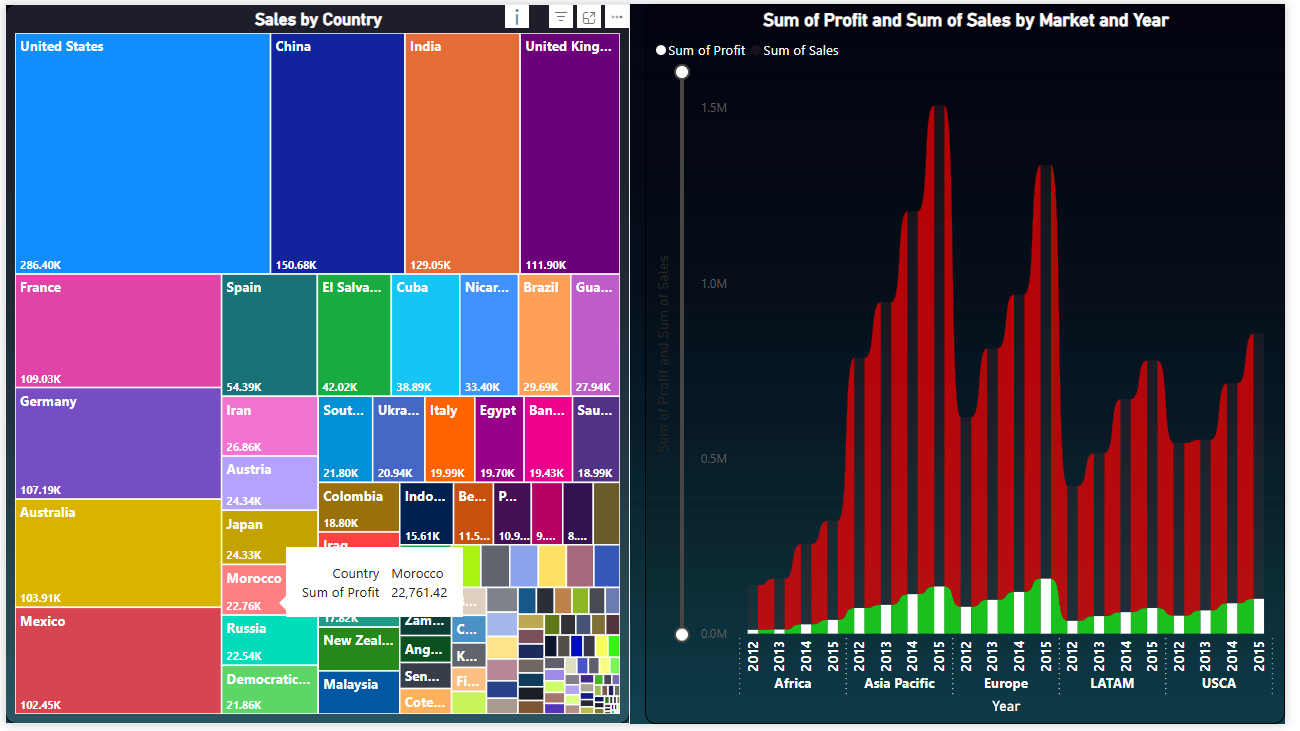 Sales by Country
United States
286.40K
China
150.68K
India
129.05K
United King...
111.90K
France
109.03K
Germany
107.19K
Australia
103.91K
Mexico
102.45K
Spain
54.39K
El Salva...
42.02K
Cuba
38.89K
Nicar...
33.40K
Brazil
29.69K
Gua...
27.94K
Iran
26.86K
Austria
24.34K
Japan
24.33K
Morocco
22.76K
Russia
22.54K
Democratic...
21.86K
Sout...
21.80K
Ukra...
20.94K
Italy
19.99K
Egypt
19.70K
Ban...
19.43K
Sau...
18.99K
Colombia
18.80K
Iraq
17.82K
New Zeal...
Malaysia
Indo...
15.61K
Be...
11.5...
P...
10.9...
9....
8....
Zam...
Ang...
Sen...
Cote...
C...
K...
Fi...
Country Morocco
Sum of Profit 22,761.42
Sum of Profit and Sum of Sales by Market and Year
Sum of Profit Sum of Sales
Sum of Profit and Sum of Sales
1.5M
1.0M
0.5M
0.0M
2012 2013 2014 2015 2012 2013 2014 2015 2012 2013 2014 2015 2012 2013 2014 2015 2012 2013 2014 2015
Africa Asia Pacific Europe LATAM USCA
Year